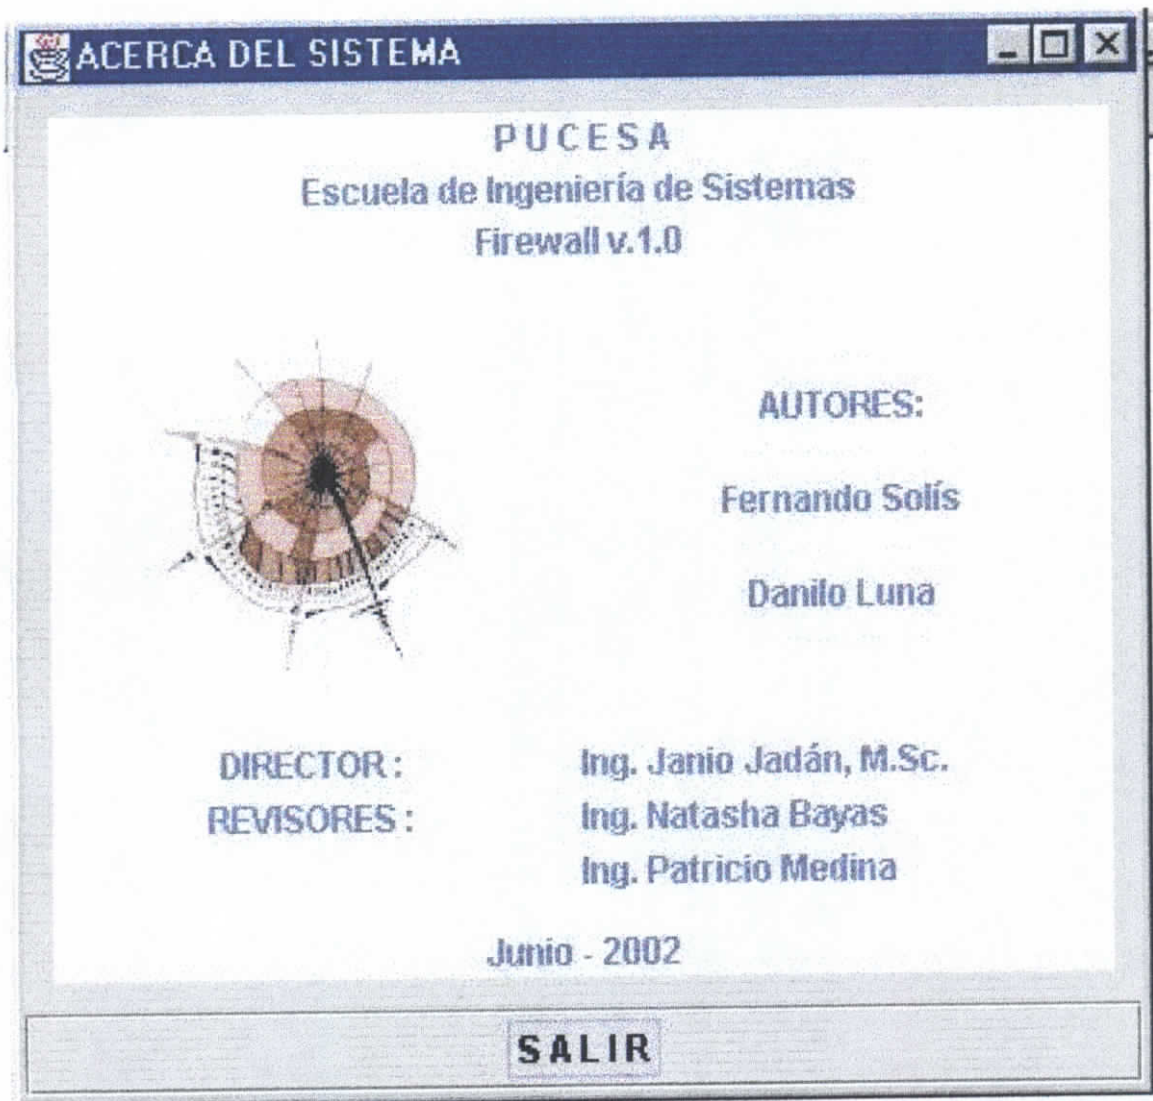 ACERCA DEL SISTEMA
PUCESA
Escuela de Ingeniería de Sistemas
Firewall v.1.0
AUTORES:
Fernando Solís
Danilo Luna
DIRECTOR : Ing. Janio Jadán, M.Sc.
REVISORES : Ing. Natasha Bayas
Ing. Patricio Medina
Junio - 2002
SALIR